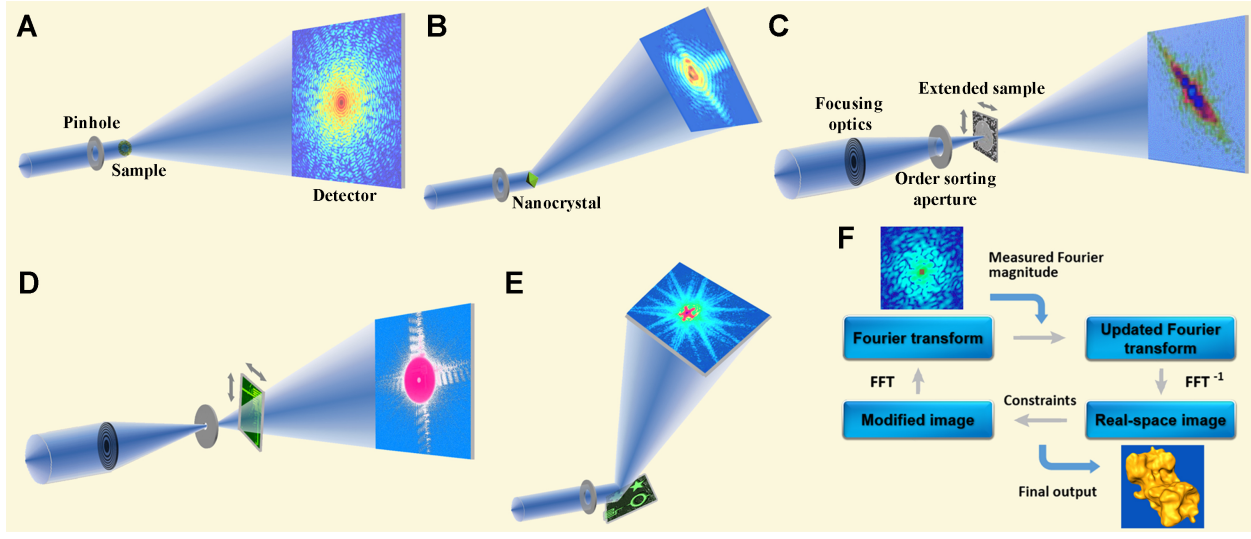 A
Pinhole
Sample
Detector
B
Nanocrystal
C
Focusing
optics
Extended sample
Order sorting
aperture
D
E
F
Measured Fourier
magnitude
Fourier transform
Updated Fourier
transform
FFT
FFT -1
Constraints
Modified image
Real-space image
Final output